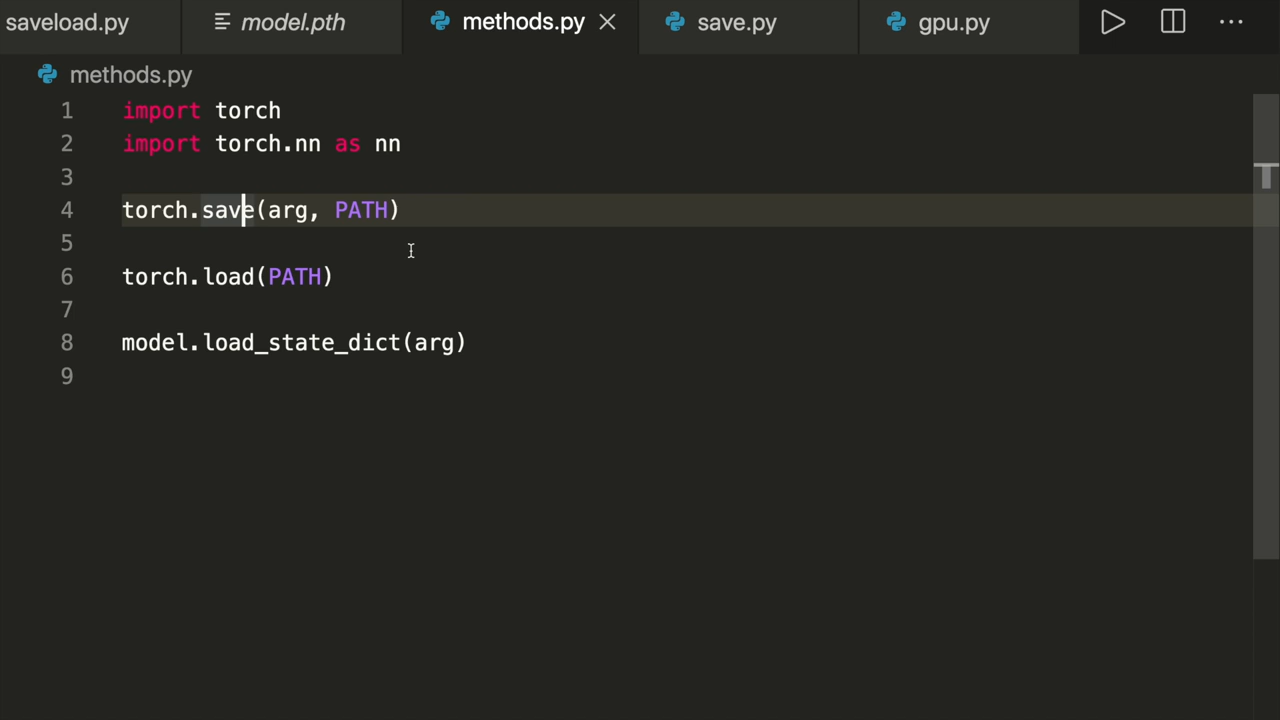 saveload.py model.pth methods.py save.py gpu.py
methods.py
1 import torch
2 import torch.nn as nn
3
4 torch.save(arg, PATH)
5
6 torch.load(PATH)
7
8 model.load_state_dict(arg)
9